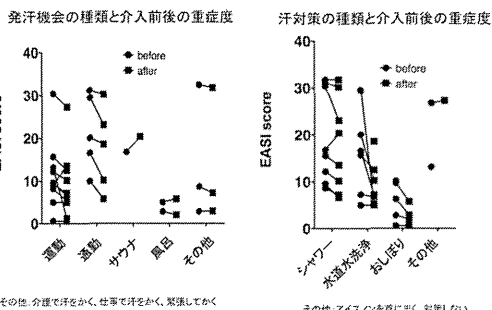 発汗機会の種類と介入前後の重症度
40
30
20
10
0
before
after
運動
通勤
サウナ
風呂
その他
その他:介護で汗をかく、仕事で汗をかく、緊張してかく
汗対策の種類と介入前後の重症度
EASI score
40
30
20
10
0
before
after
シャワー
水道水洗浄
おしぼり
その他